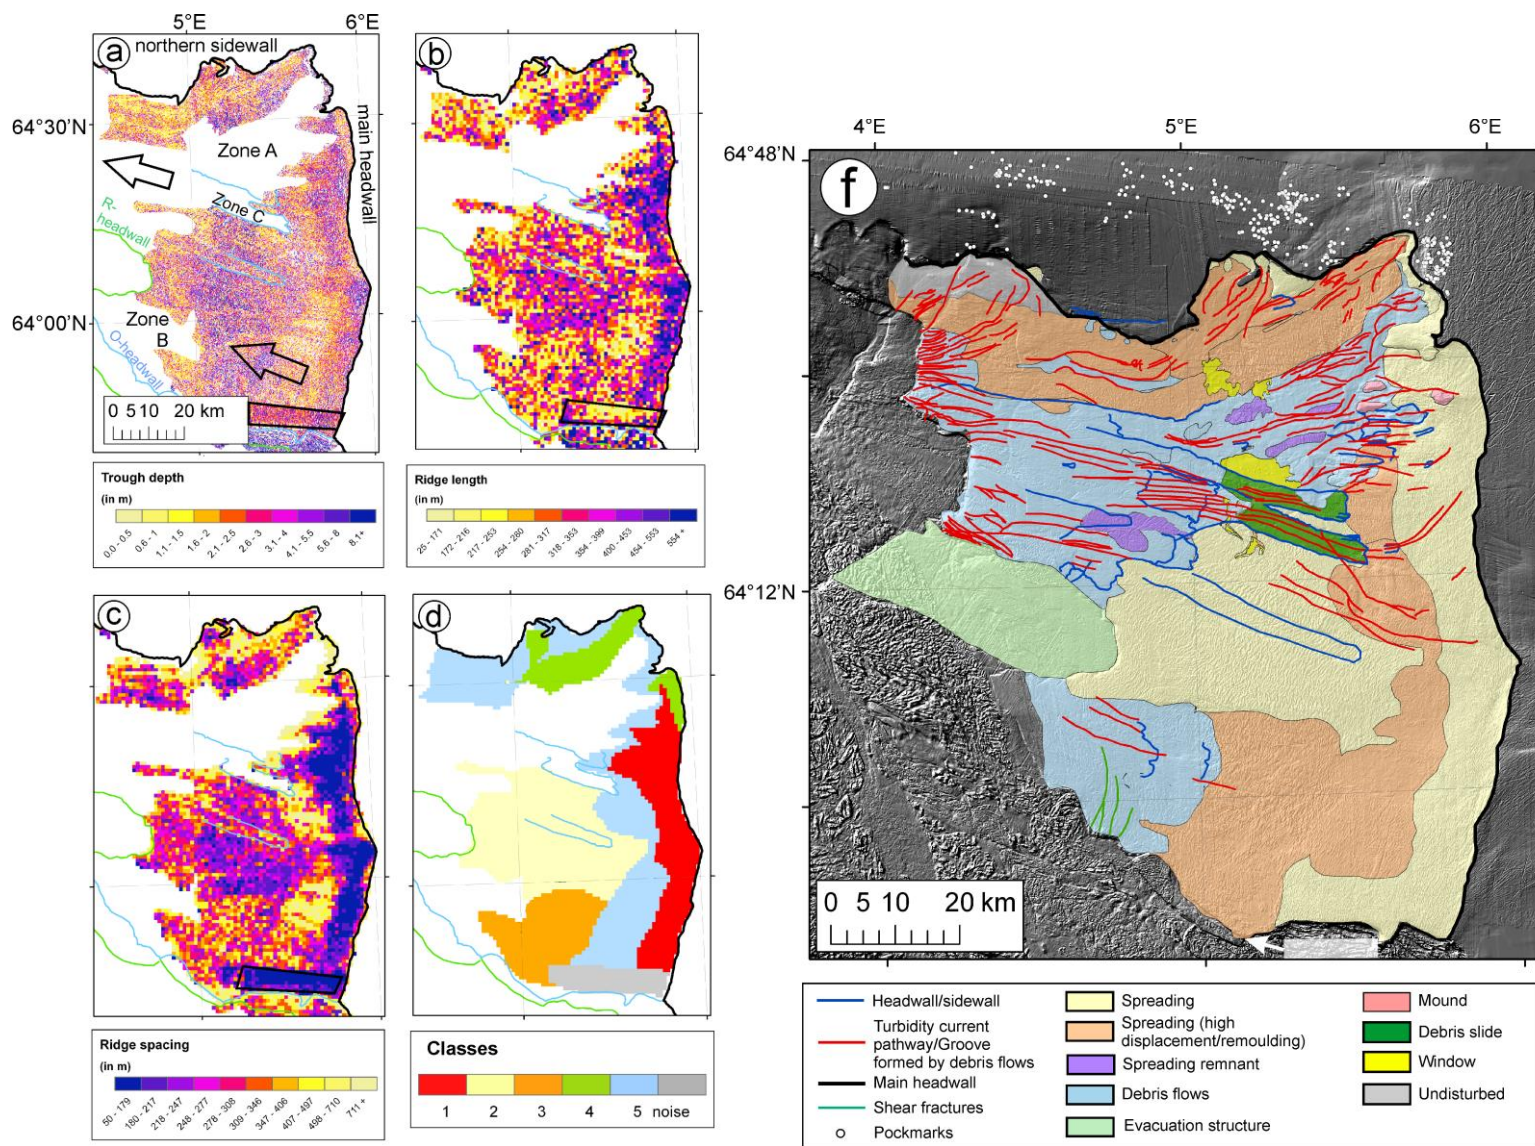 5°E
6°E
a
northern sidewall
main headwall
64°30'N
Zone A
Zone C
R-
headwall
64°00'N
Zone
B
O-headwall
0 5 10 20 km
Trough depth
(in m)
0.0 - 0.5
0.6 - 1
1.1 - 1.5
1.6 - 2
2.1 - 2.5
2.6 - 3
3.1 - 4
4.1 - 5.5
5.6 - 8
8.1+
b
Ridge length
(in m)
25 - 171
172 - 216
217 - 253
254 - 280
281 - 317
318 - 353
354 - 399
400 - 453
454 - 553
554 +
c
Ridge spacing
(in m)
50 - 179
180 - 217
218 - 247
248 - 277
278 - 308
309 - 346
347 - 406
407 - 497
498 - 710
711 +
d
Classes
1 2 3 4 5 noise
4°E
5°E
6°E
64°48'N
f
64°12'N
0 5 10 20 km
Headwall/sidewall
Turbidity current
pathway/Groove
formed by debris flows
Main headwall
Shear fractures
Pockmarks
Spreading
Spreading (high
displacement/remoulding)
Spreading remnant
Debris flows
Evacuation structure
Mound
Debris slide
Window
Undisturbed